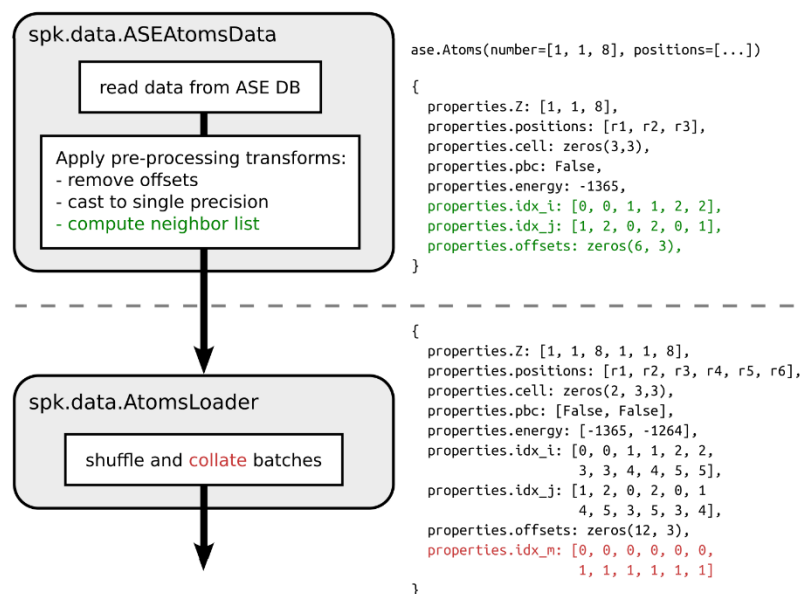 spk.data.ASEAtomsData
read data from ASE DB
Apply pre-processing transforms:
- remove offsets
- cast to single precision
- compute neighbor list
ase.Atoms(number=[1, 1, 8], positions=[...])
{
properties.Z: [1, 1, 8],
properties.positions: [r1, r2, r3],
properties.cell: zeros(3,3),
properties.pbc: False,
properties.energy: -1365,
properties.idx_i: [0, 0, 1, 1, 2, 2],
properties.idx_j: [1, 2, 0, 2, 0, 1],
properties.offsets: zeros(6, 3),
}
spk.data.AtomsLoader
shuffle and collate batches
{
properties.Z: [1, 1, 8, 1, 1, 8],
properties.positions: [r1, r2, r3, r4, r5, r6],
properties.cell: zeros(2, 3,3),
properties.pbc: [False, False],
properties.energy: [-1365, -1264],
properties.idx_i: [0, 0, 1, 1, 2, 2,
3, 3, 4, 4, 5, 5],
properties.idx_j: [1, 2, 0, 2, 0, 1
4, 5, 3, 5, 3, 4],
properties.offsets: zeros(12, 3),
properties.idx_m: [0, 0, 0, 0, 0, 0,
1, 1, 1, 1, 1, 1]
}